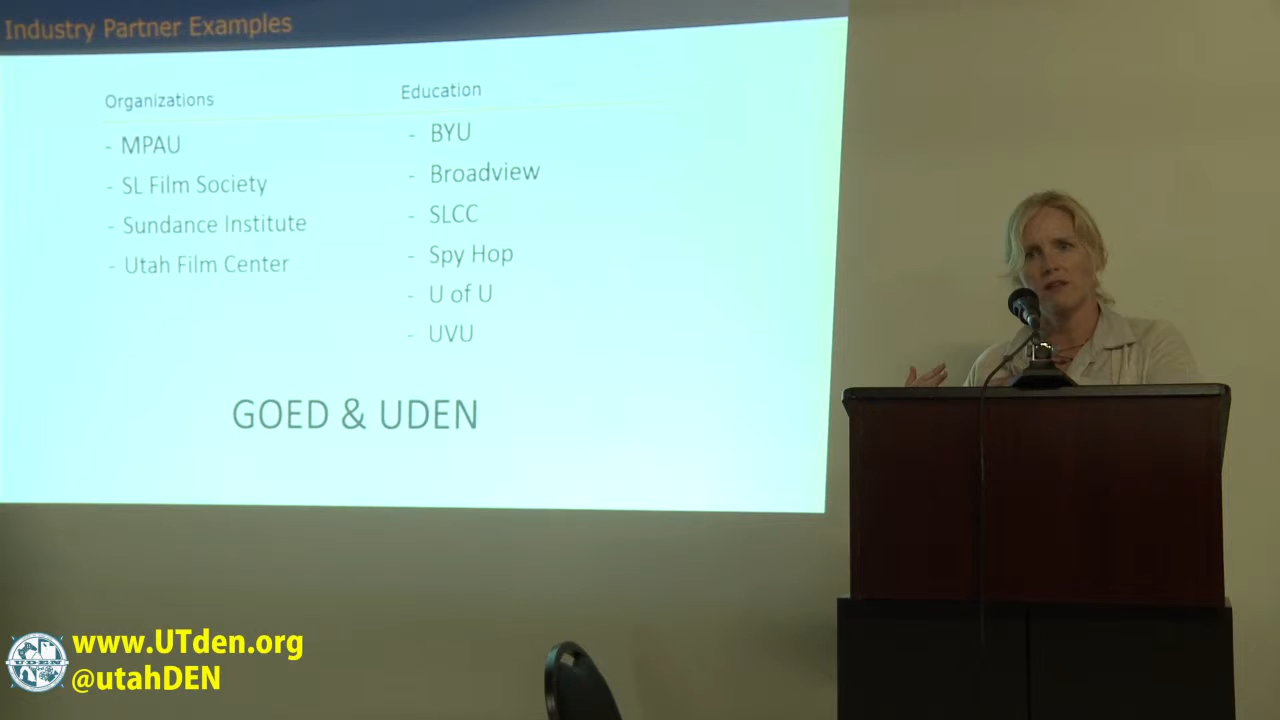 Industry Partner Examples
Organizations
- MPAU
- SL Film Society
- Sundance Institute
- Utah Film Center
Education
- BYU
- Broadview
- SLCC
- Spy Hop
- U of U
- UVU
GOED & UDEN
www.UTden.org
@utahDEN
UDEN